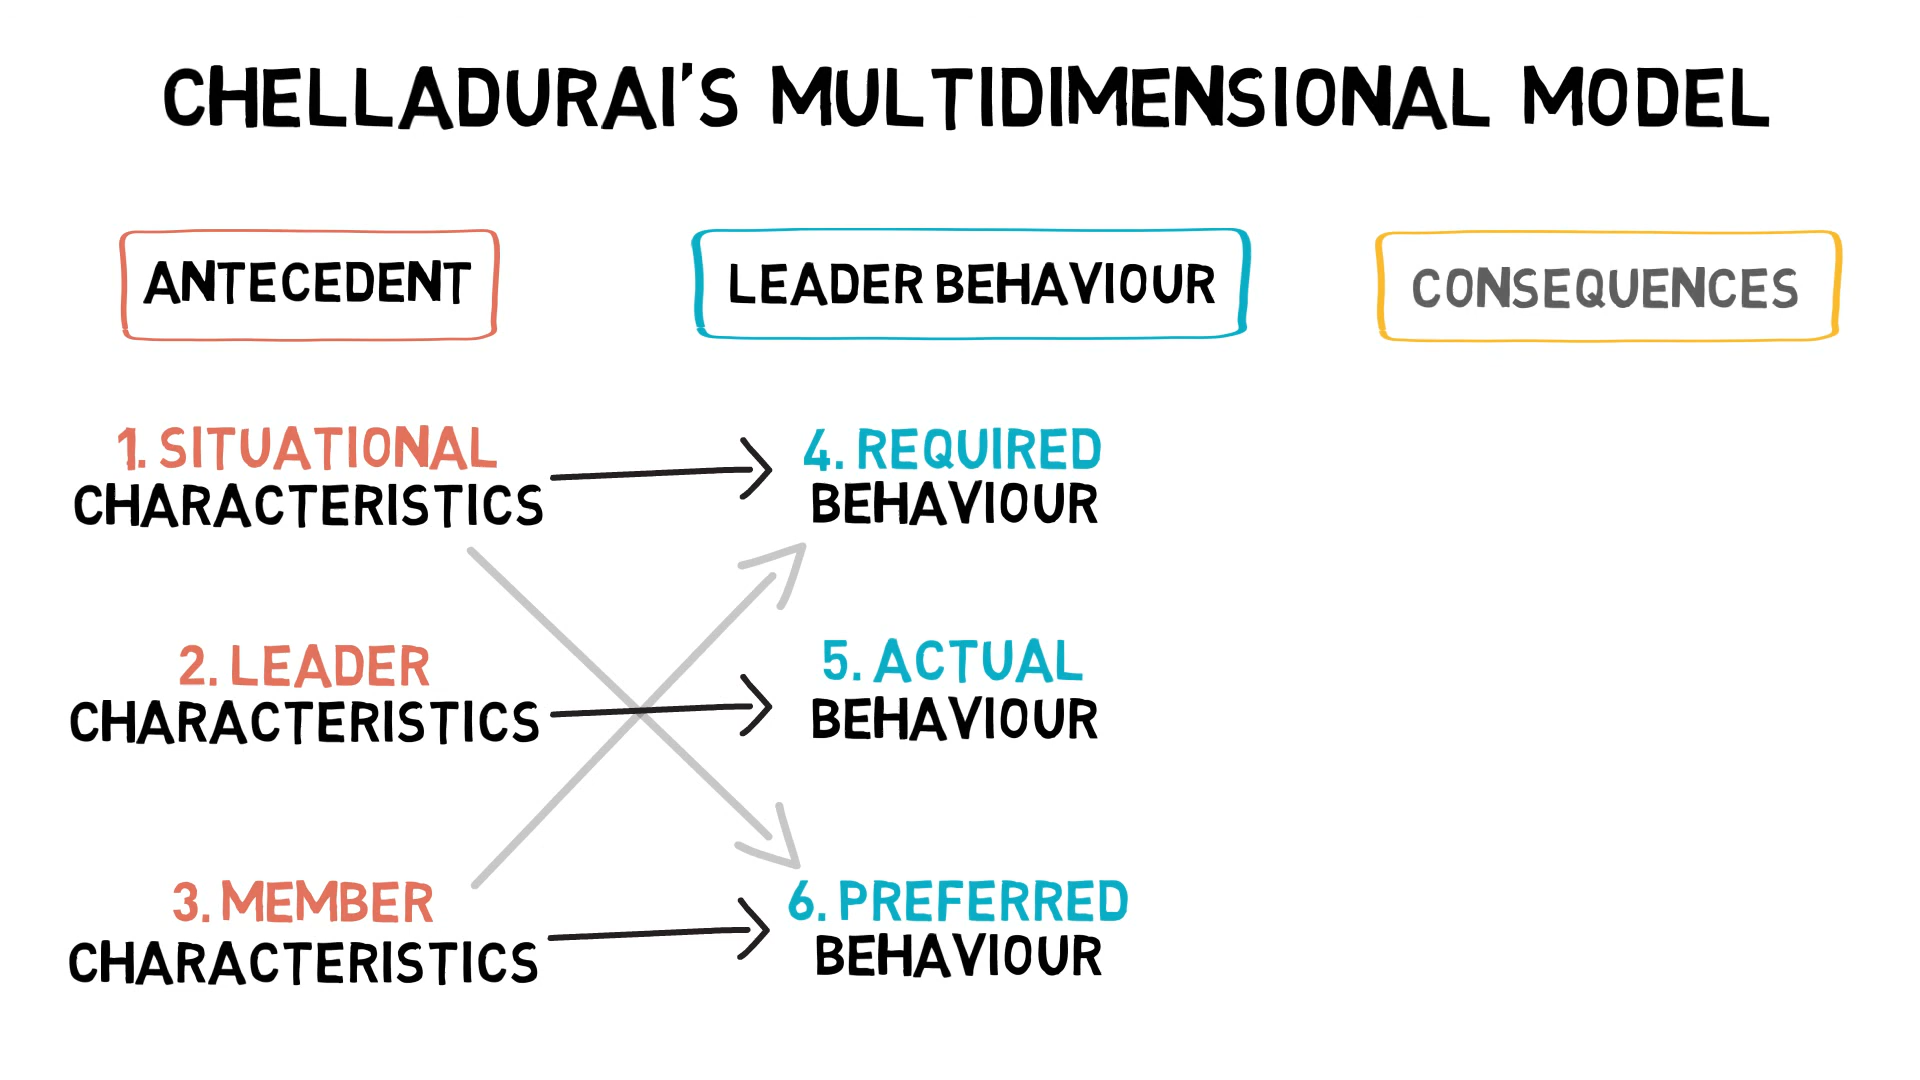 CHELLADURAI'S MULTIDIMENSIONAL MODEL
ANTECEDENT
LEADER BEHAVIOUR
CONSEQUENCES
1. SITUATIONAL
CHARACTERISTICS
4. REQUIRED
BEHAVIOUR
2. LEADER
CHARACTERISTICS
5. ACTUAL
BEHAVIOUR
3. MEMBER
CHARACTERISTICS
6. PREFERRED
BEHAVIOUR